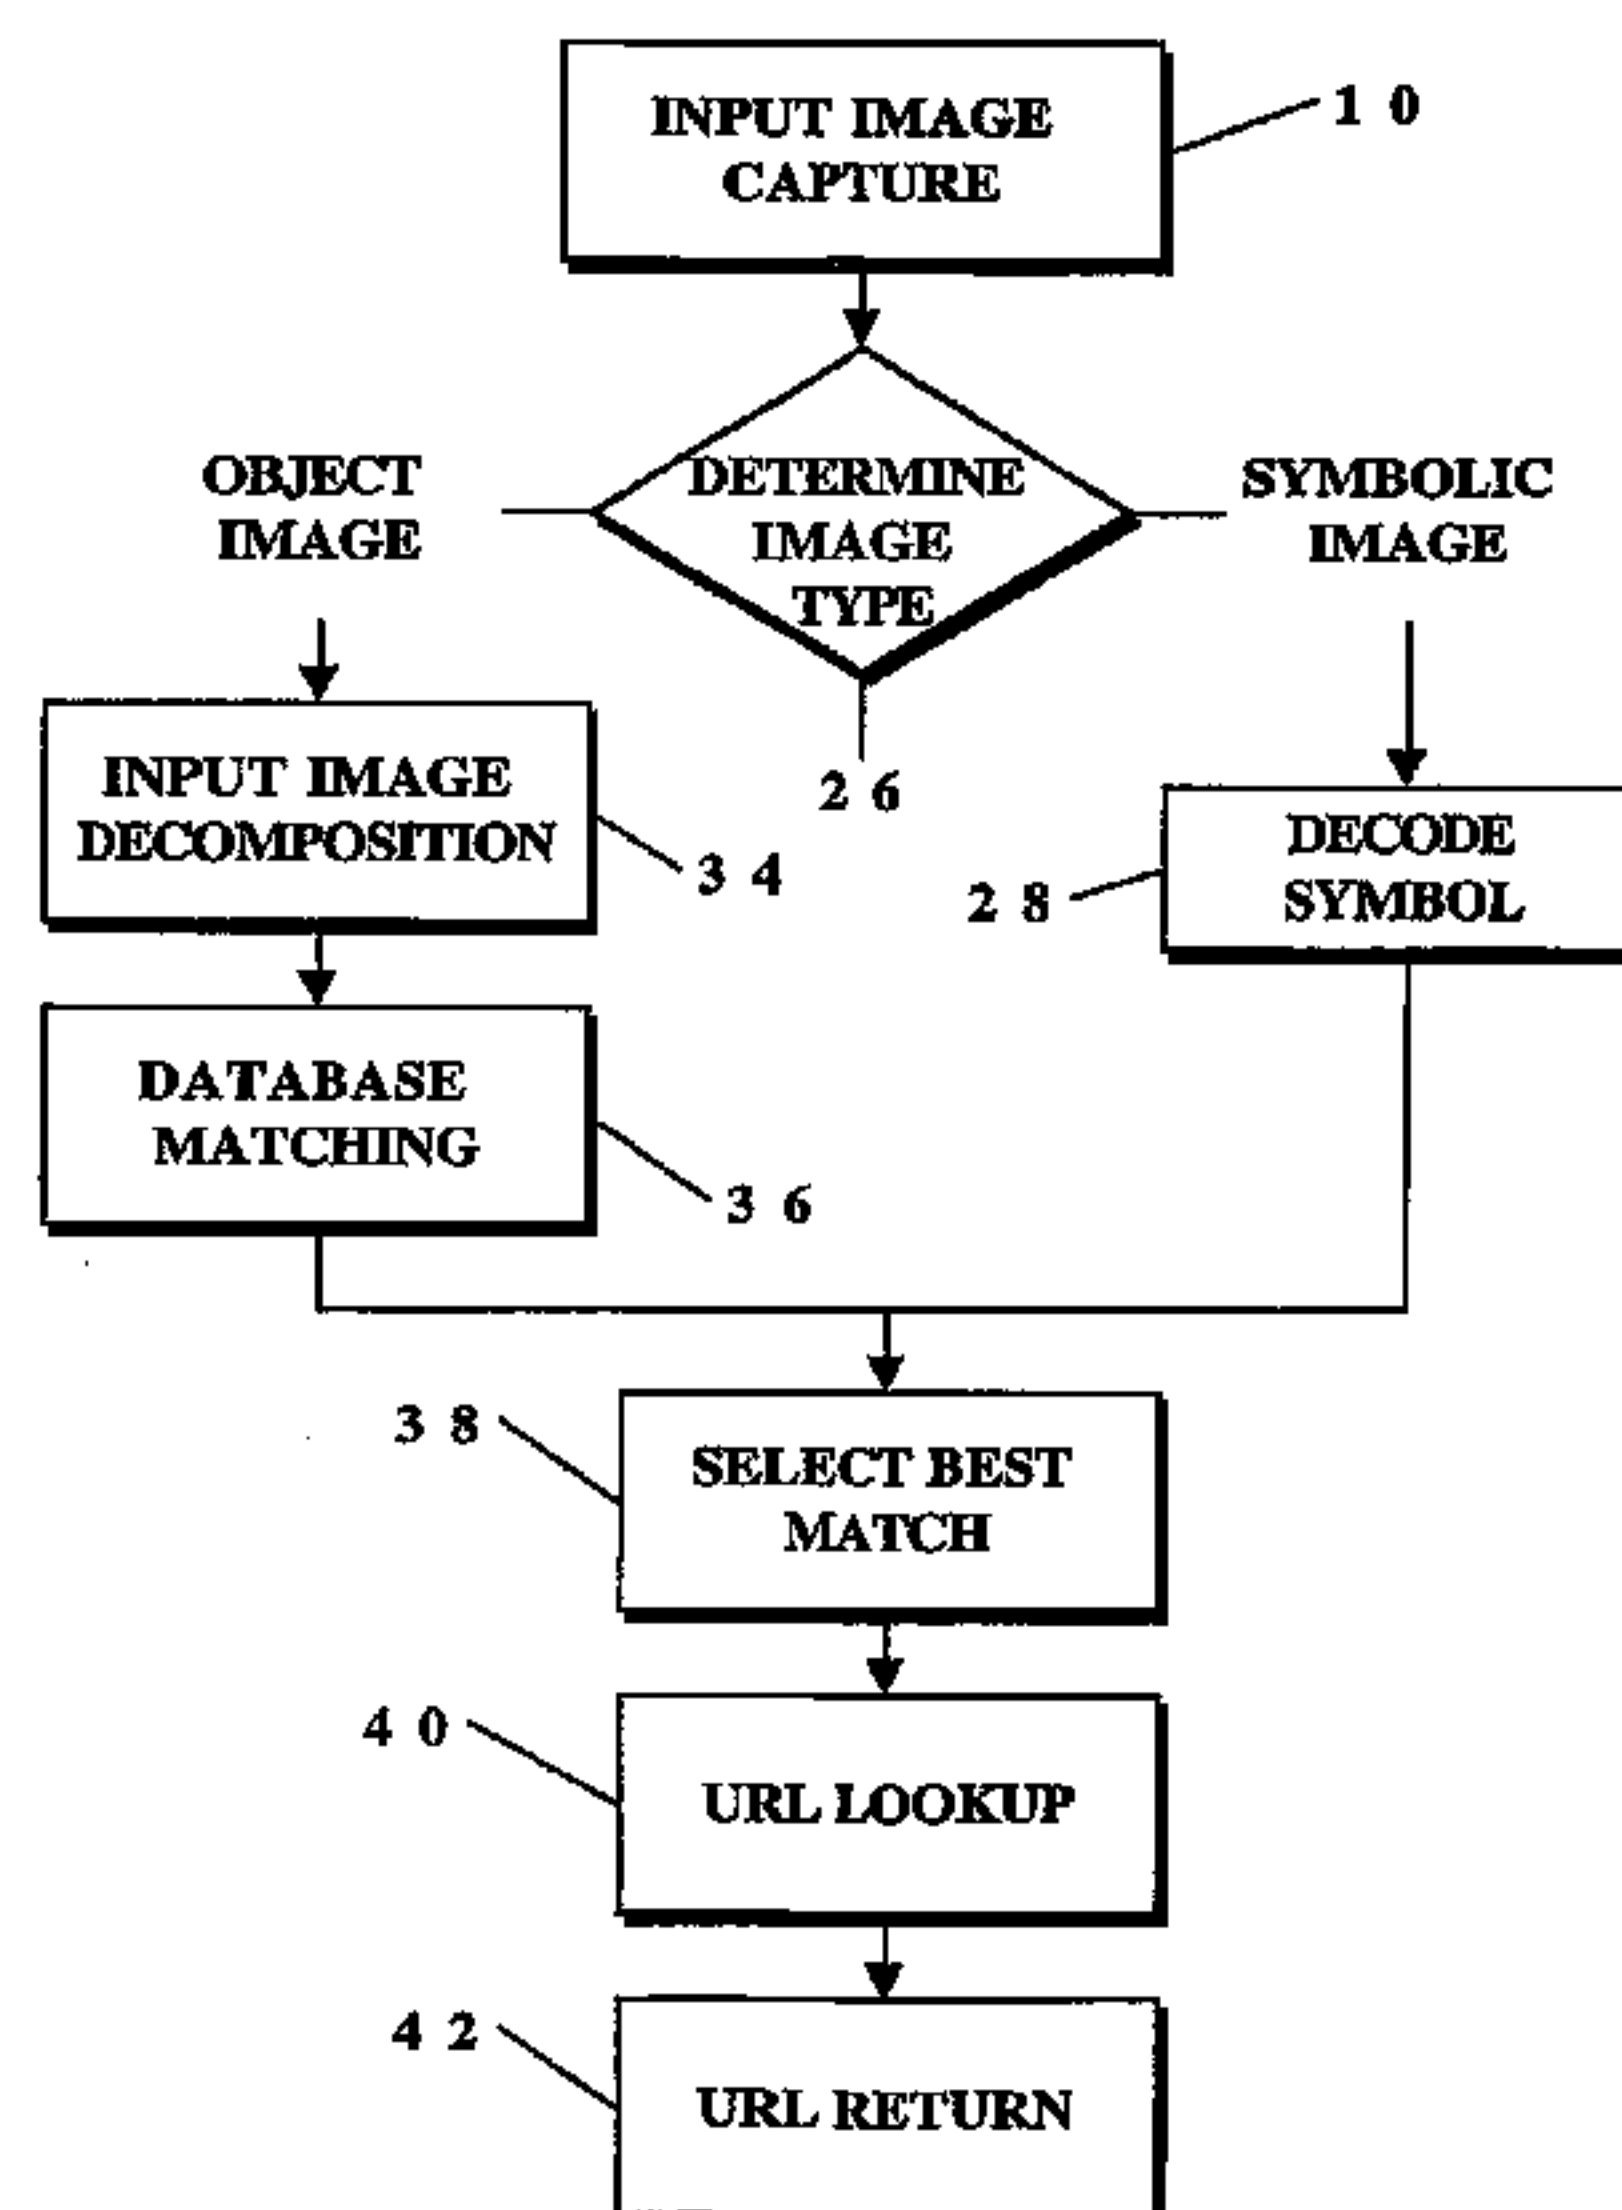 INPUT IMAGE
CAPTURE
1 0
OBJECT
IMAGE
DETERMINE
IMAGE
TYPE
SYMBOLIC
IMAGE
2 6
INPUT IMAGE
DECOMPOSITION
3 4
2 8
DECODE
SYMBOL
DATABASE
MATCHING
3 6
3 8
SELECT BEST
MATCH
4 0
URL LOOKUP
4 2
URL RETURN